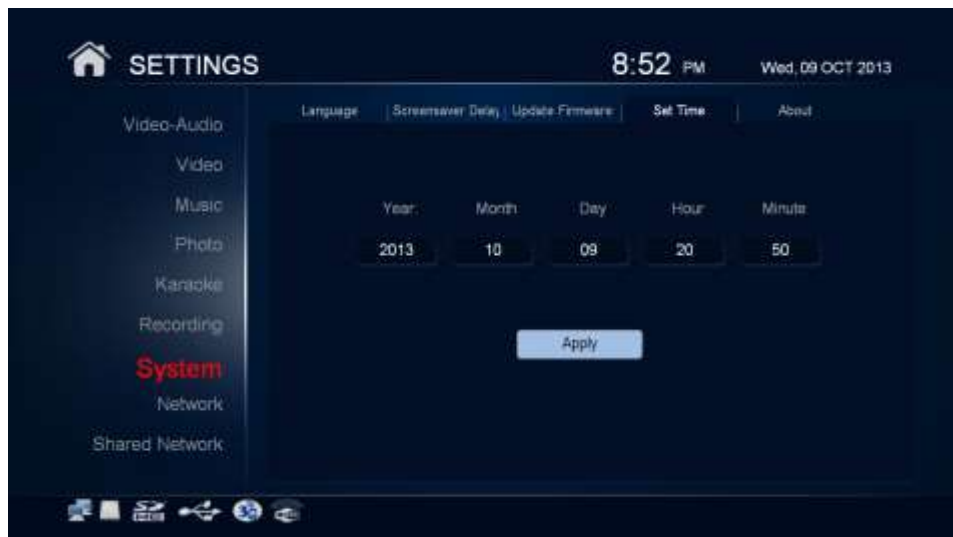 SETTINGS
8:52 PM
Wed, 09 OCT 2013
Language | Screensaver Delay | Update Firmware | Set Time | About
Video-Audio
Video
Music
Photo
Karaoke
Recording
System
Network
Shared Network
Year. Month Day Hour Minute
2013 10 09 20 50
Apply